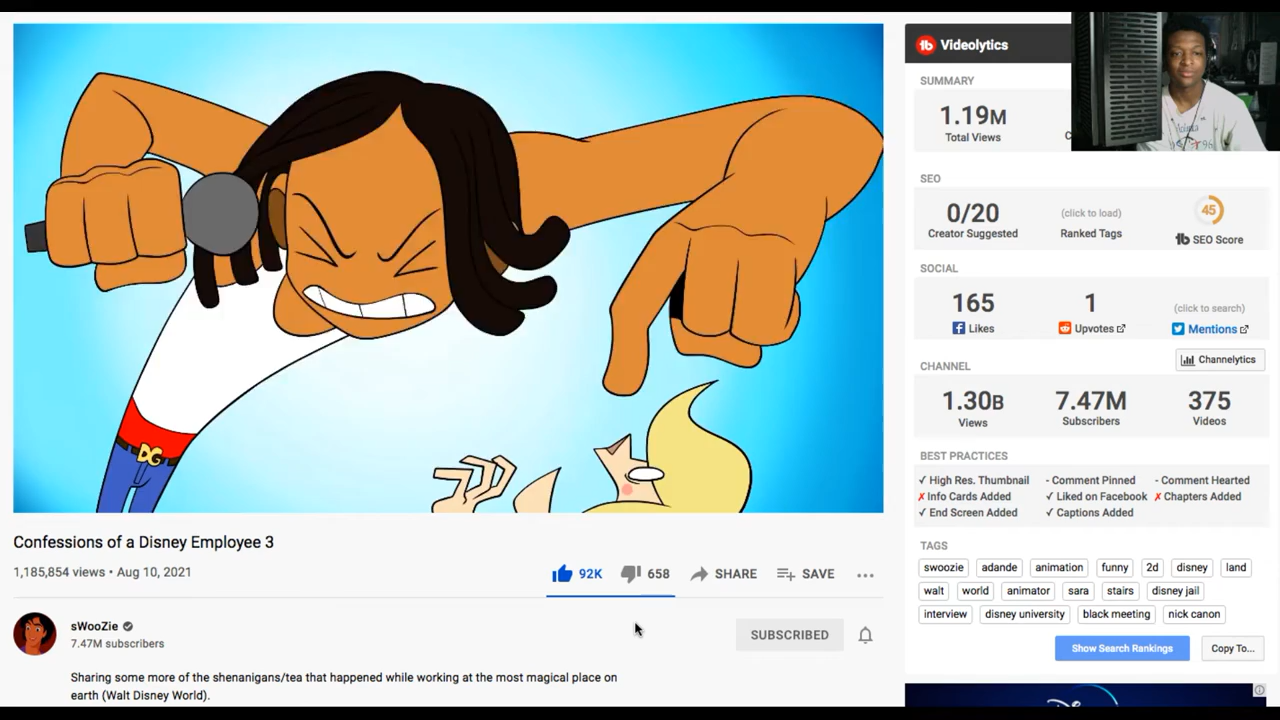 DG
Confessions of a Disney Employee 3
1,185,854 views • Aug 10, 2021
92K
658
SHARE
SAVE
sWooZie
7.47M subscribers
SUBSCRIBED
Sharing some more of the shenanigans/tea that happened while working at the most magical place on
earth (Walt Disney World).
tb Videolytics
SUMMARY
1.19M
Total Views
SEO
0/20
Creator Suggested
(click to load)
Ranked Tags
45
tb SEO Score
SOCIAL
165
Likes
1
Upvotes
(click to search)
Mentions
CHANNEL
Channelytics
1.30B
Views
7.47M
Subscribers
375
Videos
BEST PRACTICES
✓ High Res. Thumbnail - Comment Pinned - Comment Hearted
✗ Info Cards Added ✓ Liked on Facebook ✗ Chapters Added
✓ End Screen Added ✓ Captions Added
TAGS
swoozie adande animation funny 2d disney land
walt world animator sara stairs disney jail
interview disney university black meeting nick canon
Show Search Rankings Copy To...